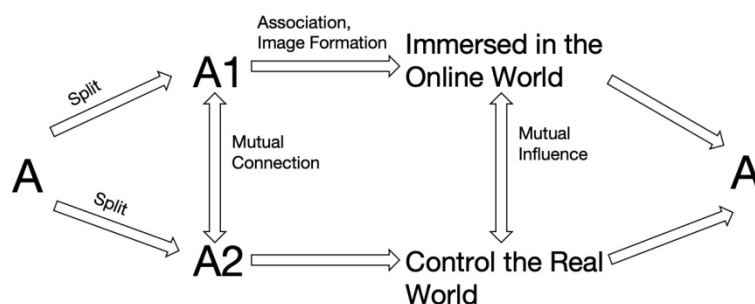 Association,
Image Formation
Immersed in the
Online World
Split
A1
Mutual
Connection
Mutual
Influence
A
A
Split
A2
Control the Real
World